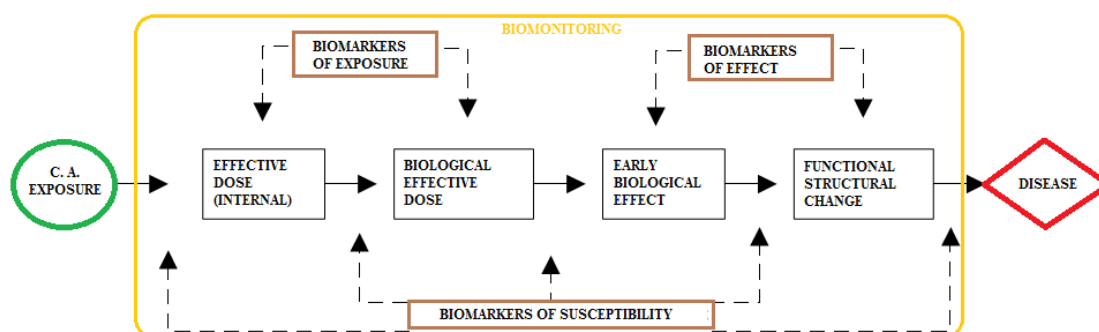 BIOMONITORING
BIOMARKERS
OF EXPOSURE
BIOMARKERS
OF EFFECT
C. A.
EXPOSURE
EFFECTIVE
DOSE
(INTERNAL)
BIOLOGICAL
EFFECTIVE
DOSE
EARLY
BIOLOGICAL
EFFECT
FUNCTIONAL
STRUCTURAL
CHANGE
DISEASE
BIOMARKERS OF SUSCEPTIBILITY